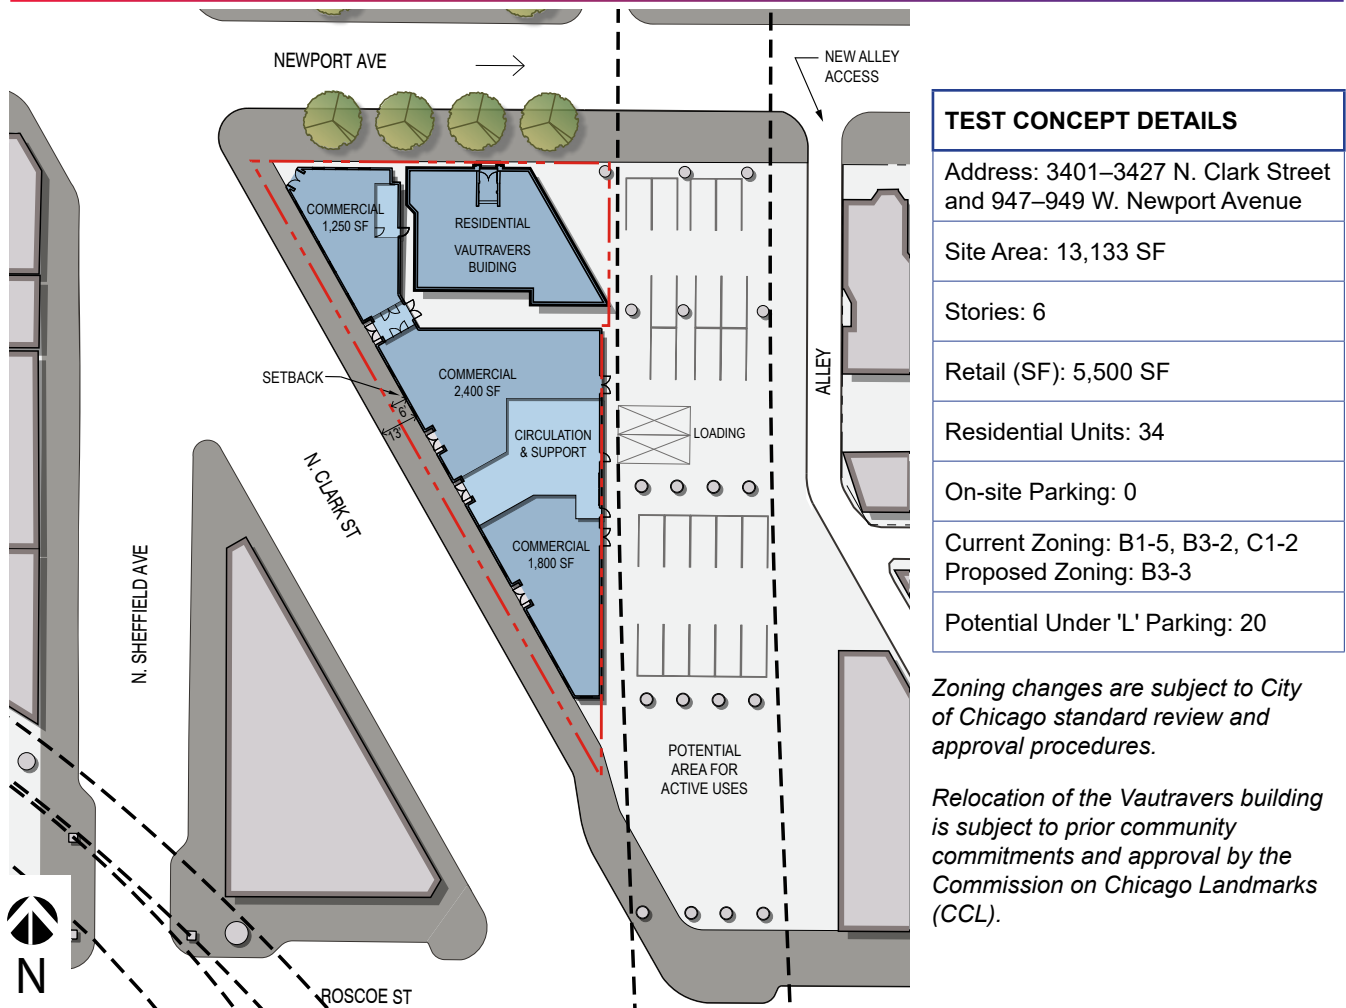 NEWPORT AVE
NEW ALLEY
ACCESS
COMMERCIAL
1,250 SF
RESIDENTIAL
VAUTRAVERS
BUIDING
SETBACK
COMMERCIAL
2,400 SF
6'
13'
CIRCULATION
& SUPPORT
LOADING
ALLEY
N. CLARK ST
COMMERCIAL
1,800 SF
N. SHEFFIELD AVE
POTENTIAL
AREA FOR
ACTIVE USES
N
ROSCOE ST
TEST CONCEPT DETAILS
Address: 3401–3427 N. Clark Street
and 947–949 W. Newport Avenue
Site Area: 13,133 SF
Stories: 6
Retail (SF): 5,500 SF
Residential Units: 34
On-site Parking: 0
Current Zoning: B1-5, B3-2, C1-2
Proposed Zoning: B3-3
Potential Under 'L' Parking: 20
Zoning changes are subject to City
of Chicago standard review and
approval procedures.
Relocation of the Vautravers building
is subject to prior community
commitments and approval by the
Commission on Chicago Landmarks
(CCL).